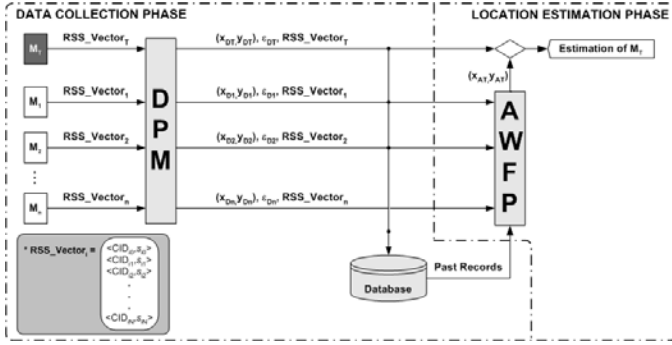 DATA COLLECTION PHASE
LOCATION ESTIMATION PHASE
M_T
RSS_Vector_T
(x_DT,y_DT), ε_DT, RSS_Vector_T
Estimation of M_T
(x_AT,y_AT)
M_1
RSS_Vector_1
(x_D1,y_D1), ε_D1, RSS_Vector_1
DPM
AWFP
M_2
RSS_Vector_2
(x_D2,y_D2), ε_D2, RSS_Vector_2
M_n
RSS_Vector_n
(x_Dn,y_Dn), ε_Dn, RSS_Vector_n
* RSS_Vector_i =
<CID_i0,s_i0>
<CID_i1,s_i1>
<CID_i2,s_i2>
<CID_iN,s_iN>
Past Records
Database